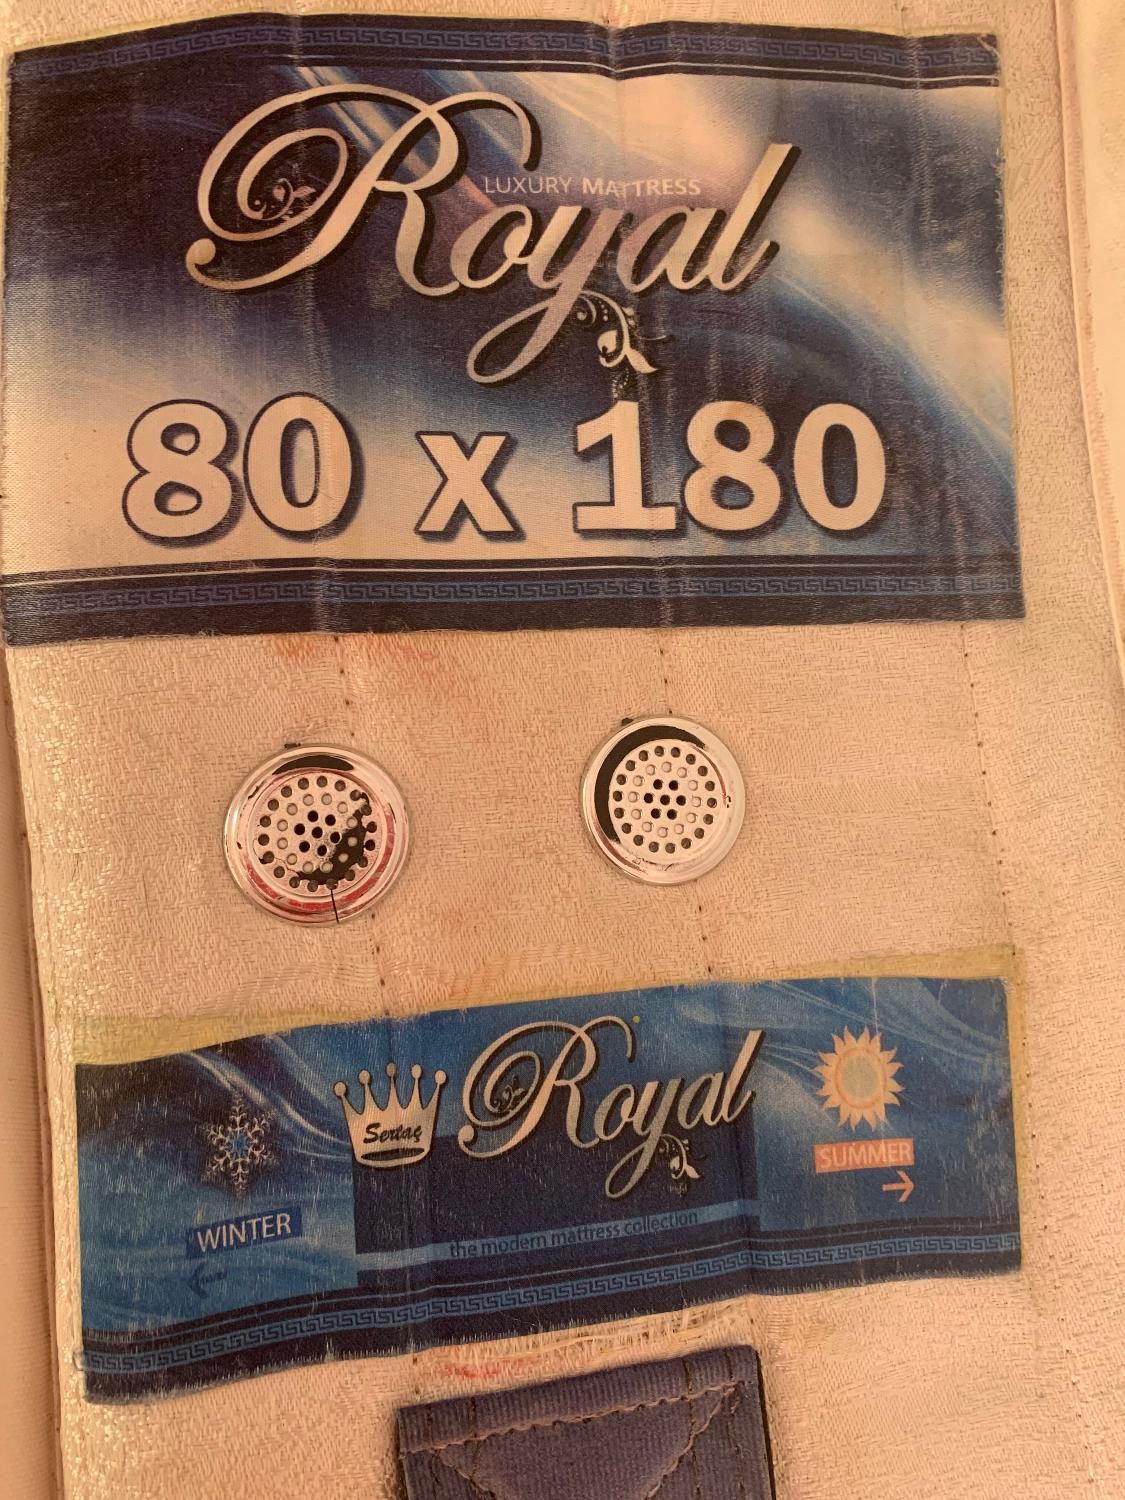 Royal
LUXURY MATTRESS
80 x 180
Sertaç
Royal
WINTER
SUMMER
the modern mattress collection